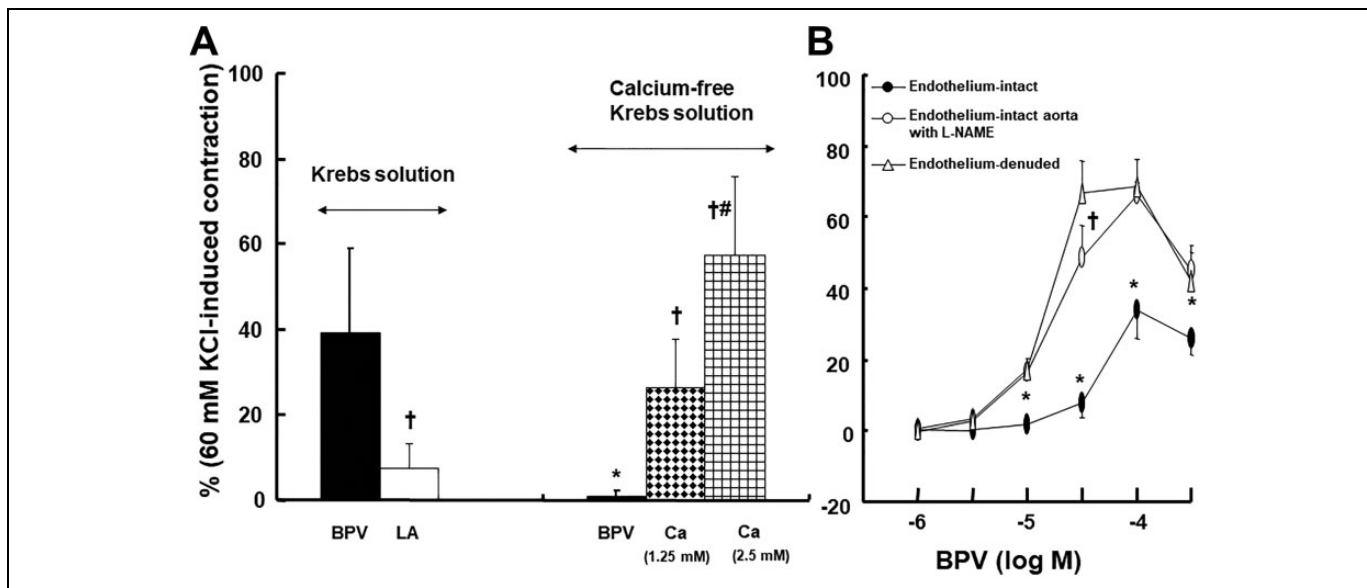 A
% (60 mM KCl-induced contraction)
100
80
60
40
20
0
Krebs solution
Calcium-free
Krebs solution
†
*
†
†#
BPV
LA
BPV
Ca
(1.25 mM)
Ca
(2.5 mM)
B
100
80
60
40
20
0
-20
Endothelium-intact
Endothelium-intact aorta
with L-NAME
Endothelium-denuded
†
*
*
*
*
-6
-5
-4
BPV (log M)